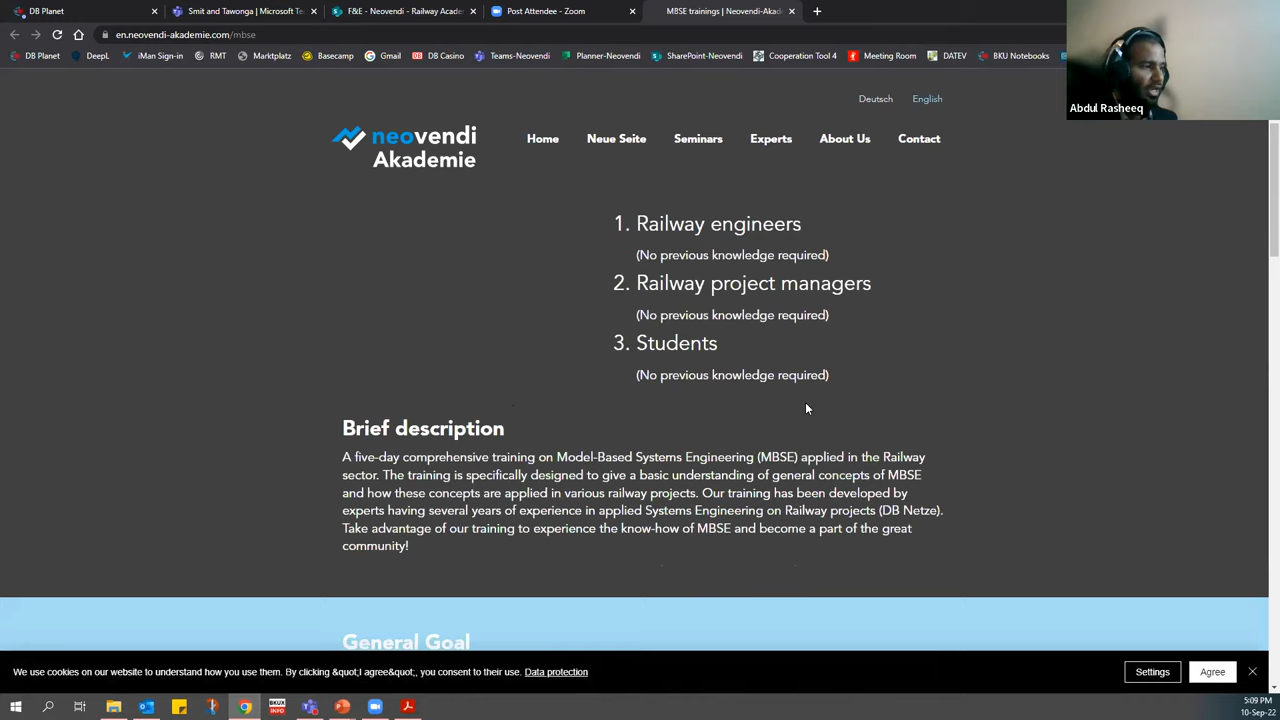 DB Planet
Smit and Tawonga | Microsoft Te
F&E - Neovendi - Railway Acade
Post Attendee - Zoom
MBSE trainings | Neovendi-Akad
en.neovendi-akademie.com/mbse
DB Planet
DeepL
iMan Sign-in
RMT
Marktplatz
Basecamp
Gmail
DB Casino
Teams-Neovendi
Planner-Neovendi
SharePoint-Neovendi
Cooperation Tool 4
Meeting Room
DATEV
BKU Notebooks
Abdul Rasheeq
Deutsch English
neovendi
Akademie
Home Neue Seite Seminars Experts About Us Contact
1. Railway engineers
(No previous knowledge required)
2. Railway project managers
(No previous knowledge required)
3. Students
(No previous knowledge required)
Brief description
A five-day comprehensive training on Model-Based Systems Engineering (MBSE) applied in the Railway
sector. The training is specifically designed to give a basic understanding of general concepts of MBSE
and how these concepts are applied in various railway projects. Our training has been developed by
experts having several years of experience in applied Systems Engineering on Railway projects (DB Netze).
Take advantage of our training to experience the know-how of MBSE and become a part of the great
community!
General Goal
We use cookies on our website to understand how you use them. By clicking &quot;I agree&quot;, you consent to their use. Data protection
Settings
Agree
BKUX
INFO
5:09 PM
10-Sep-22